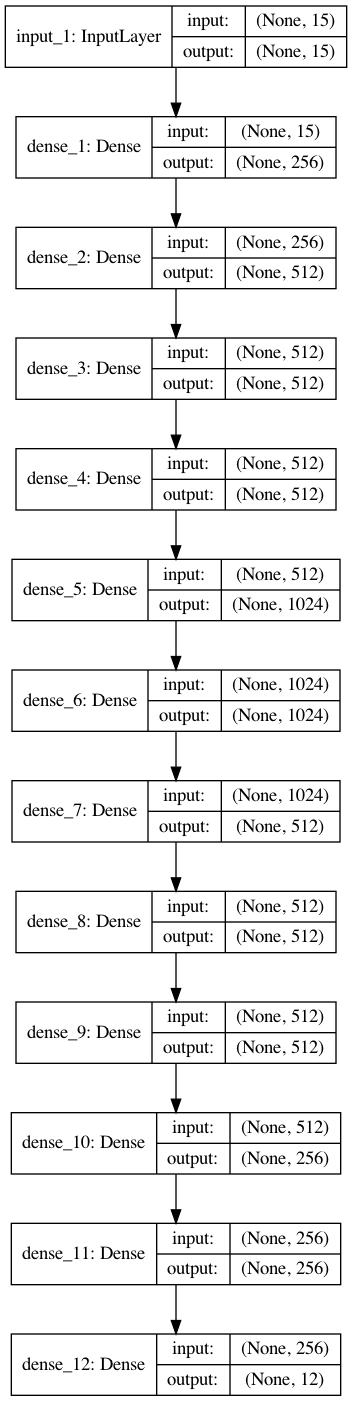 input_1: InputLayer
input: (None, 15)
output: (None, 15)
dense_1: Dense
input: (None, 15)
output: (None, 256)
dense_2: Dense
input: (None, 256)
output: (None, 512)
dense_3: Dense
input: (None, 512)
output: (None, 512)
dense_4: Dense
input: (None, 512)
output: (None, 512)
dense_5: Dense
input: (None, 512)
output: (None, 1024)
dense_6: Dense
input: (None, 1024)
output: (None, 1024)
dense_7: Dense
input: (None, 1024)
output: (None, 512)
dense_8: Dense
input: (None, 512)
output: (None, 512)
dense_9: Dense
input: (None, 512)
output: (None, 512)
dense_10: Dense
input: (None, 512)
output: (None, 256)
dense_11: Dense
input: (None, 256)
output: (None, 256)
dense_12: Dense
input: (None, 256)
output: (None, 12)